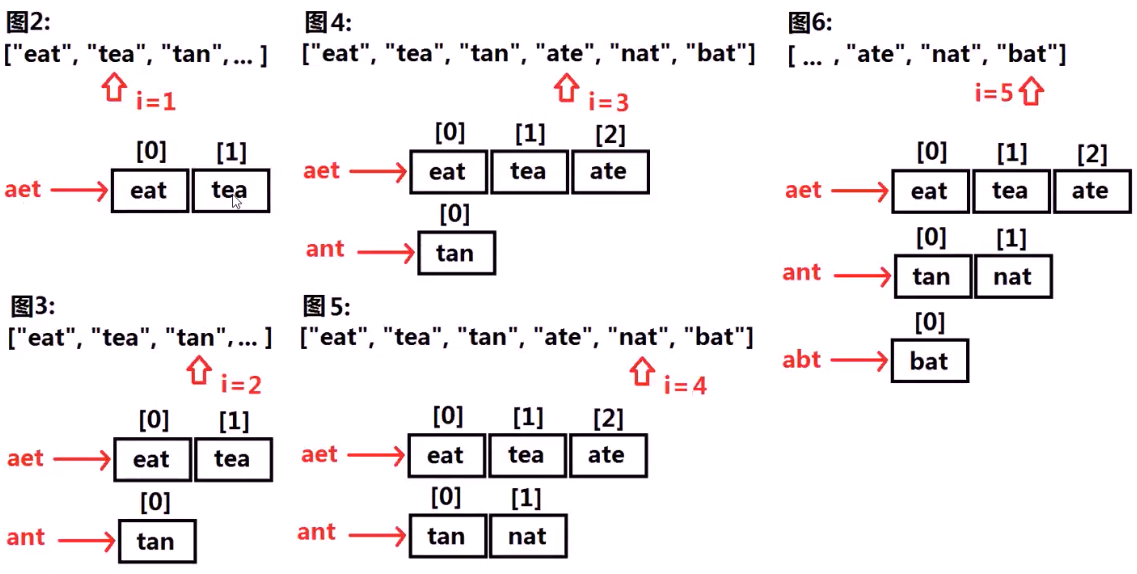 图2:
["eat", "tea", "tan",... ]
i=1
[0] [1]
aet eat tea
图3:
["eat", "tea", "tan",... ]
i=2
[0] [1]
aet eat tea
[0]
ant tan
图4:
["eat", "tea", "tan", "ate", "nat", "bat"]
i=3
[0] [1] [2]
aet eat tea ate
[0]
ant tan
图5:
["eat", "tea", "tan", "ate", "nat", "bat"]
i=4
[0] [1] [2]
aet eat tea ate
[0] [1]
ant tan nat
图6:
[ ... , "ate", "nat", "bat"]
i=5
[0] [1] [2]
aet eat tea ate
[0] [1]
ant tan nat
[0]
abt bat